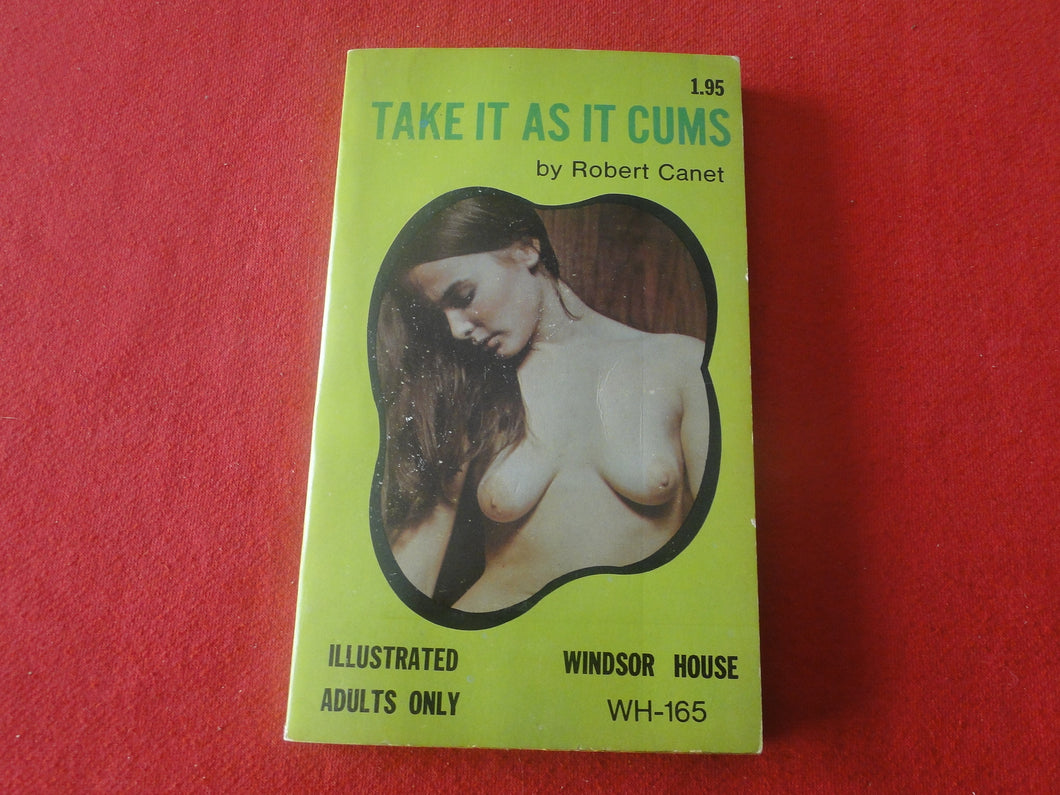 1.95
TAKE IT AS IT CUMS
by Robert Canet
ILLUSTRATED
ADULTS ONLY
WINDSOR HOUSE
WH-165